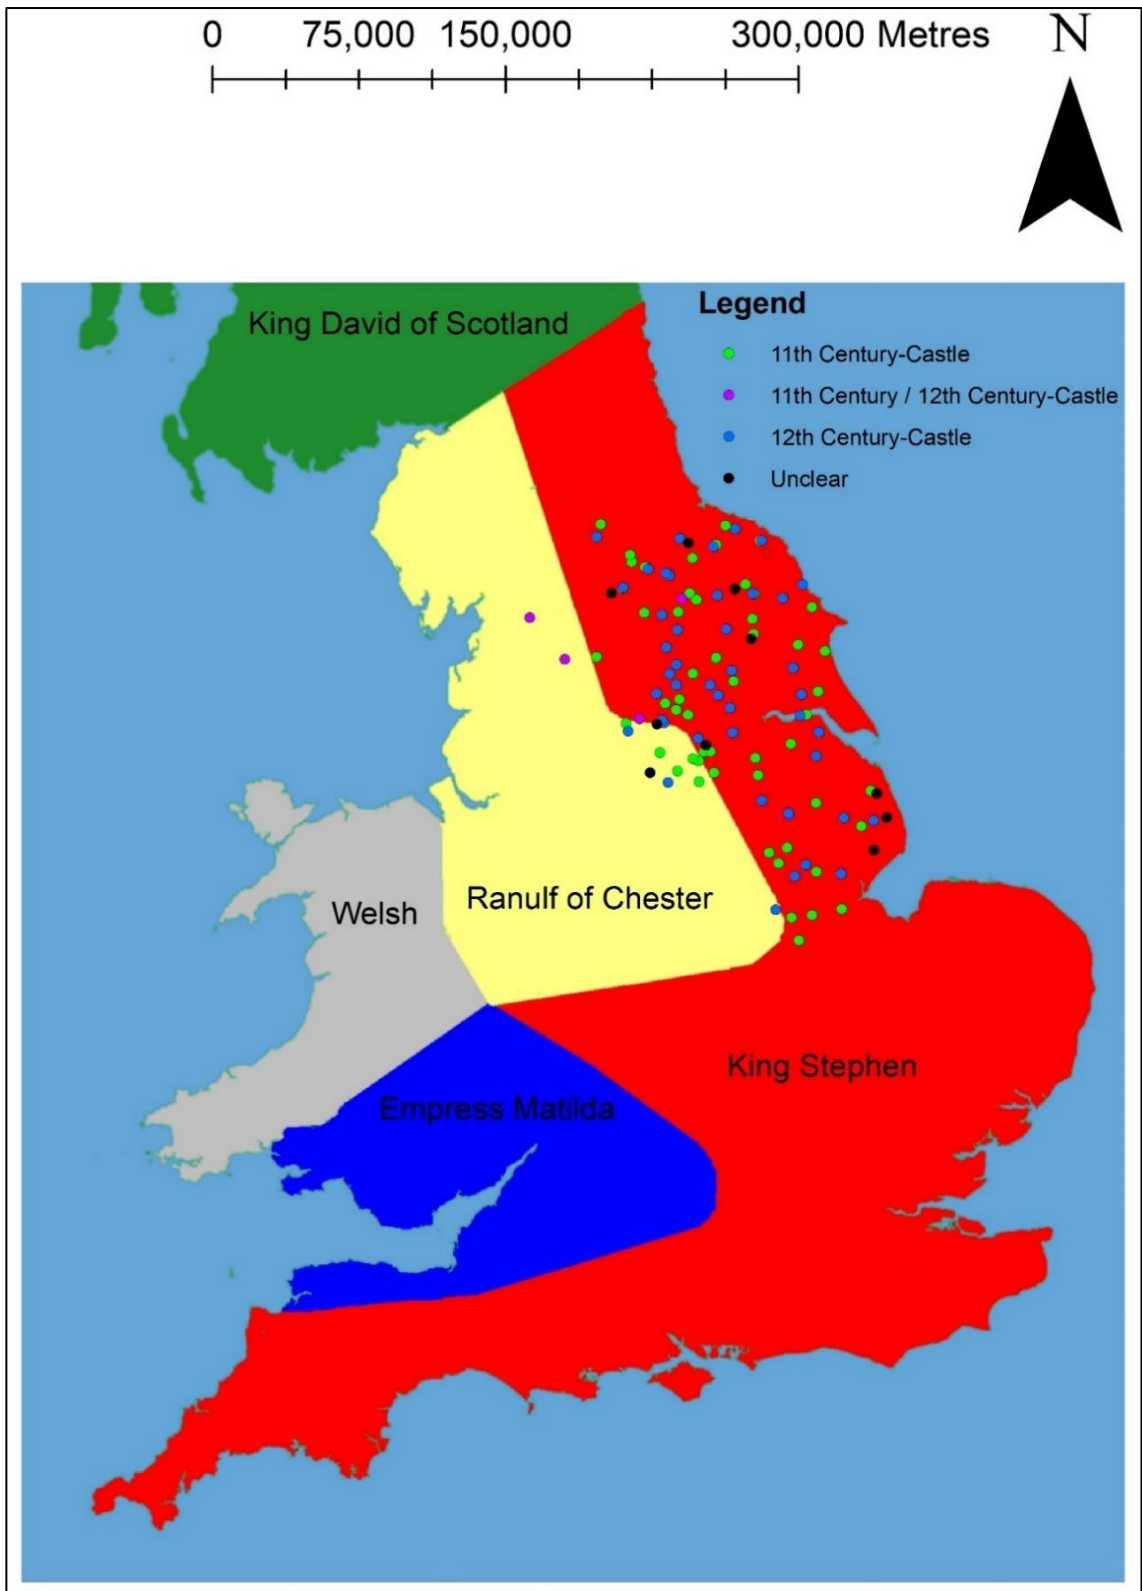 0 75,000 150,000 300,000 Metres N
King David of Scotland
Legend
11th Century-Castle
11th Century / 12th Century-Castle
12th Century-Castle
Unclear
Ranulf of Chester
Welsh
King Stephen
Empress Matilda